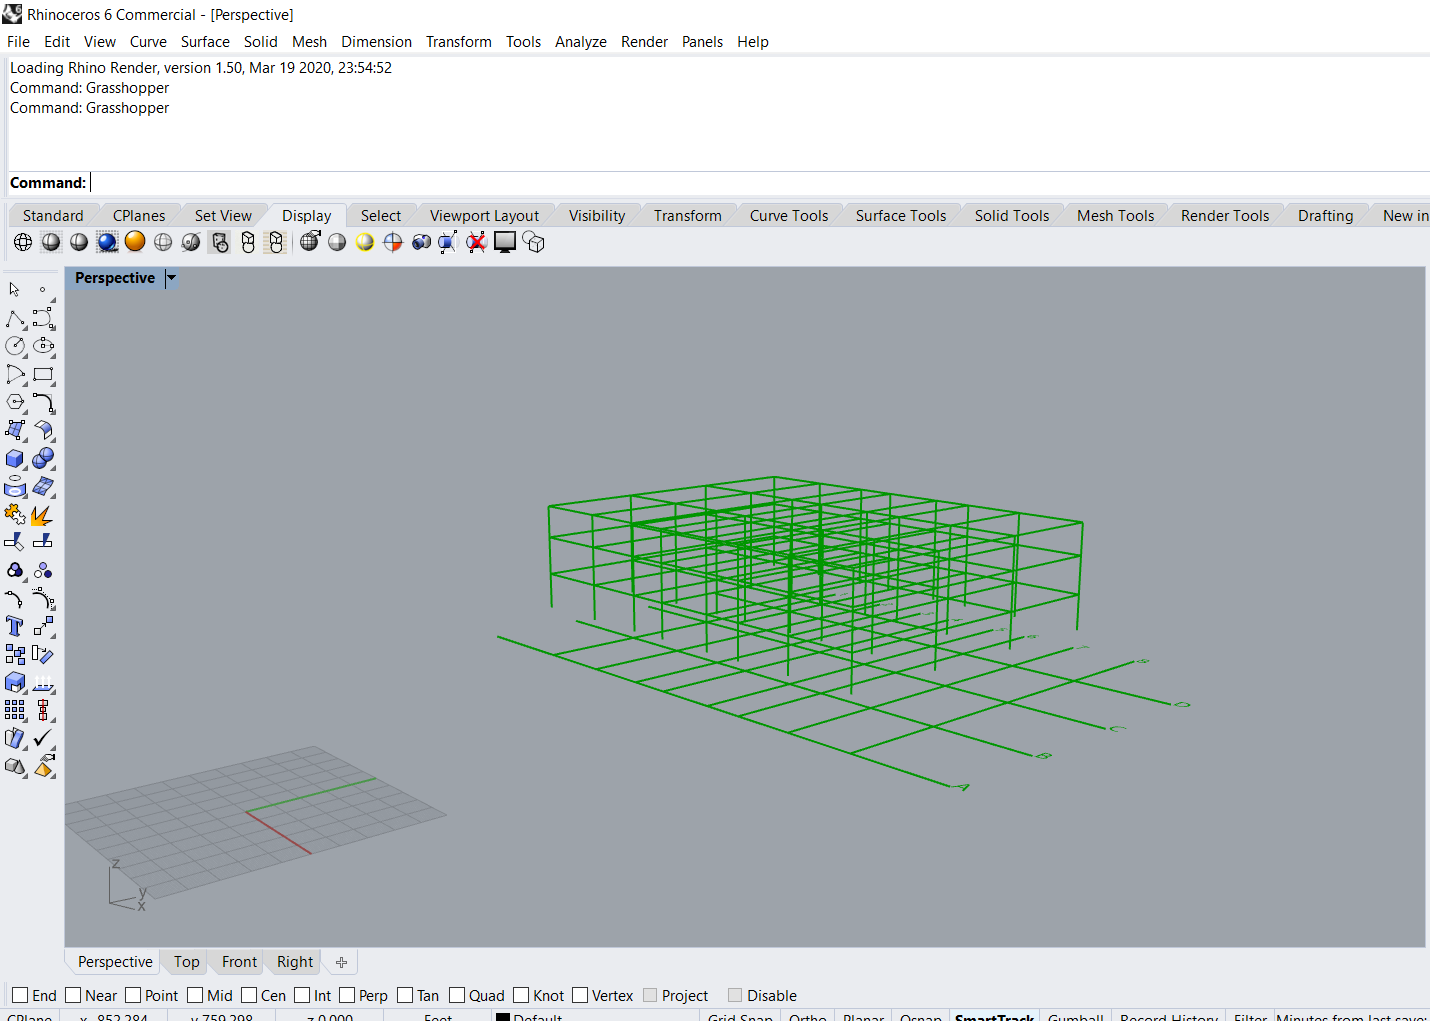 Rhinoceros 6 Commercial - [Perspective]
File Edit View Curve Surface Solid Mesh Dimension Transform Tools Analyze Render Panels Help
Loading Rhino Render, version 1.50, Mar 19 2020, 23:54:52
Command: Grasshopper
Command: Grasshopper
Command:
Standard CPlanes Set View Display Select Viewport Layout Visibility Transform Curve Tools Surface Tools Solid Tools Mesh Tools Render Tools Drafting New in
Perspective
6
7
8
D
C
B
A
z
y
x
Perspective Top Front Right
End Near Point Mid Cen Int Perp Tan Quad Knot Vertex Project Disable
CPlane x -852.284 y 759.298 z 0.000 Feet Default Grid Snap Ortho Planar Osnap SmartTrack Gumball Record History Filter Minutes from last save: